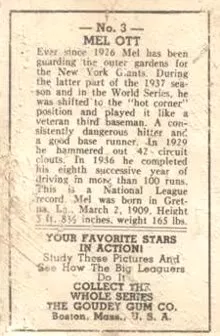 No. 3
MEL OTT
Ever since 1926 Mel has been
guarding the outer gardens for
the New York Giants. During
the latter part of the 1937 sea-
son and in the World Series, he
was shifted to the "hot corner"
position and played it like a
veteran third baseman. A con-
sistently dangerous hitter and
a good base runner. In 1929
he hammered out 42 circuit
clouts. In 1936 he completed
his eighth successive year of
driving in more than 100 runs.
This is a National League
record. Mel was born in Gret-
na, La., March 2, 1909. Height
5 ft. 8½ inches, weight 165 lbs.
YOUR FAVORITE STARS
IN ACTION!
Study These Pictures And
See How The Big Leaguers
Do It
COLLECT THE
WHOLE SERIES
THE GOUDEY GUM CO.
Boston, Mass., U. S. A.